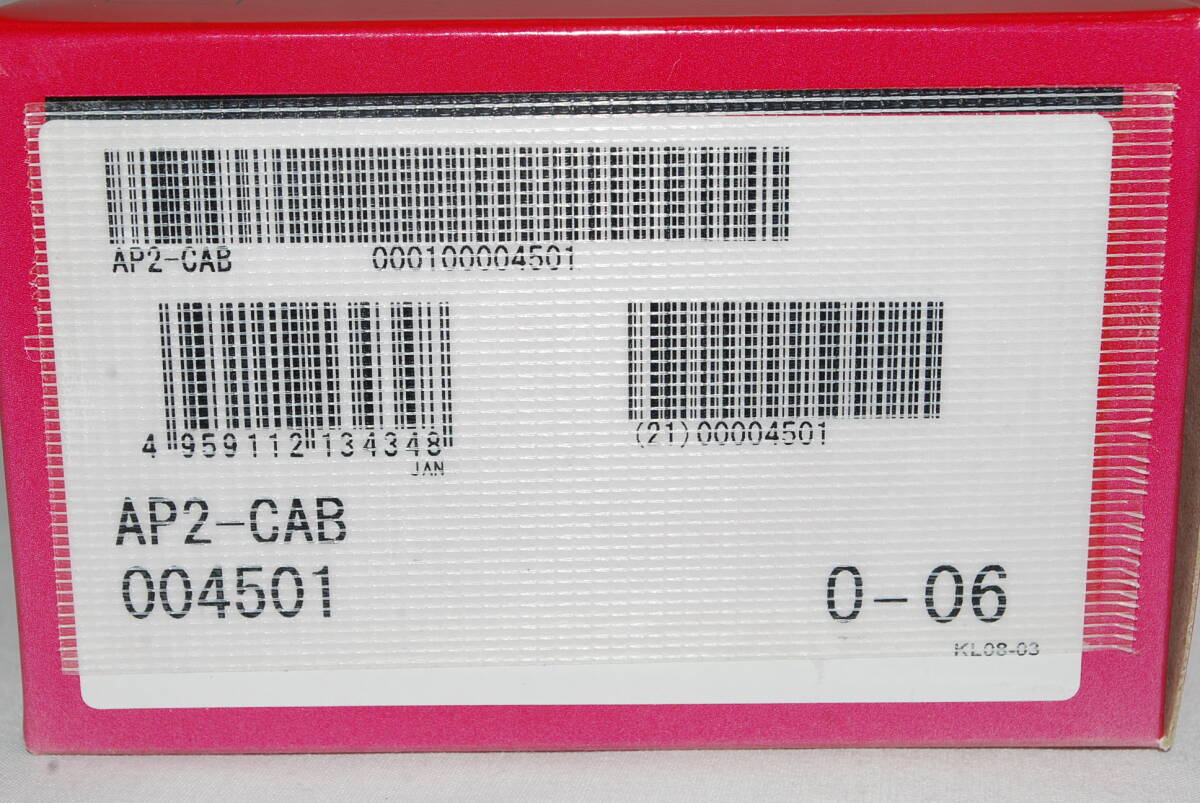 AP2-CAB 000100004501
4 959112 134348
JAN
(21)00004501
AP2-CAB
004501
0-06
KL08-03